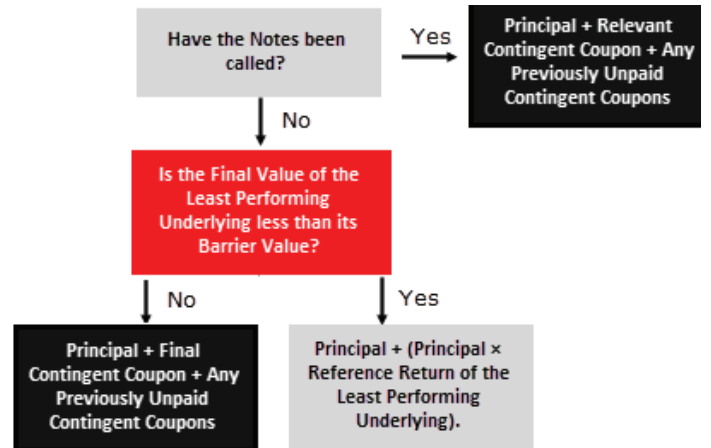 Have the Notes been
called?
Yes
Principal + Relevant
Contingent Coupon + Any
Previously Unpaid
Contingent Coupons
No
Is the Final Value of the
Least Performing
Underlying less than its
Barrier Value?
No
Yes
Principal + Final
Contingent Coupon + Any
Previously Unpaid
Contingent Coupons
Principal + (Principal ×
Reference Return of the
Least Performing
Underlying).